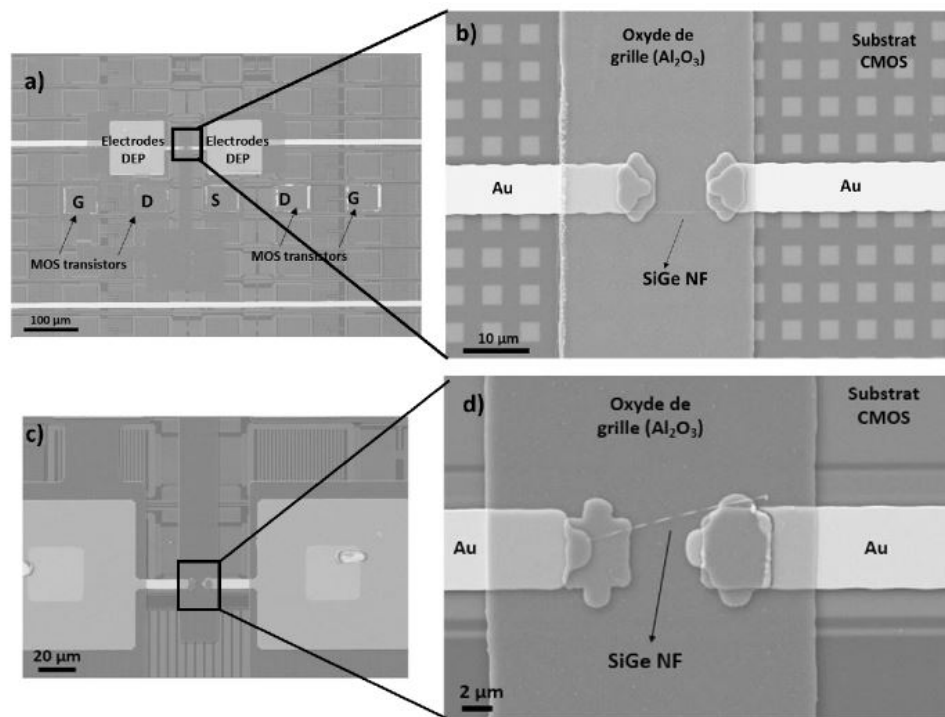 a)
Electrodes
DEP
Electrodes
DEP
G
D
S
D
G
MOS transistors
MOS transistors
100 µm
b)
Oxyde de
grille (Al₂O₃)
Substrat
CMOS
Au
Au
SiGe NF
10 µm
c)
20 µm
d)
Oxyde de
grille (Al₂O₃)
Substrat
CMOS
Au
Au
SiGe NF
2 µm